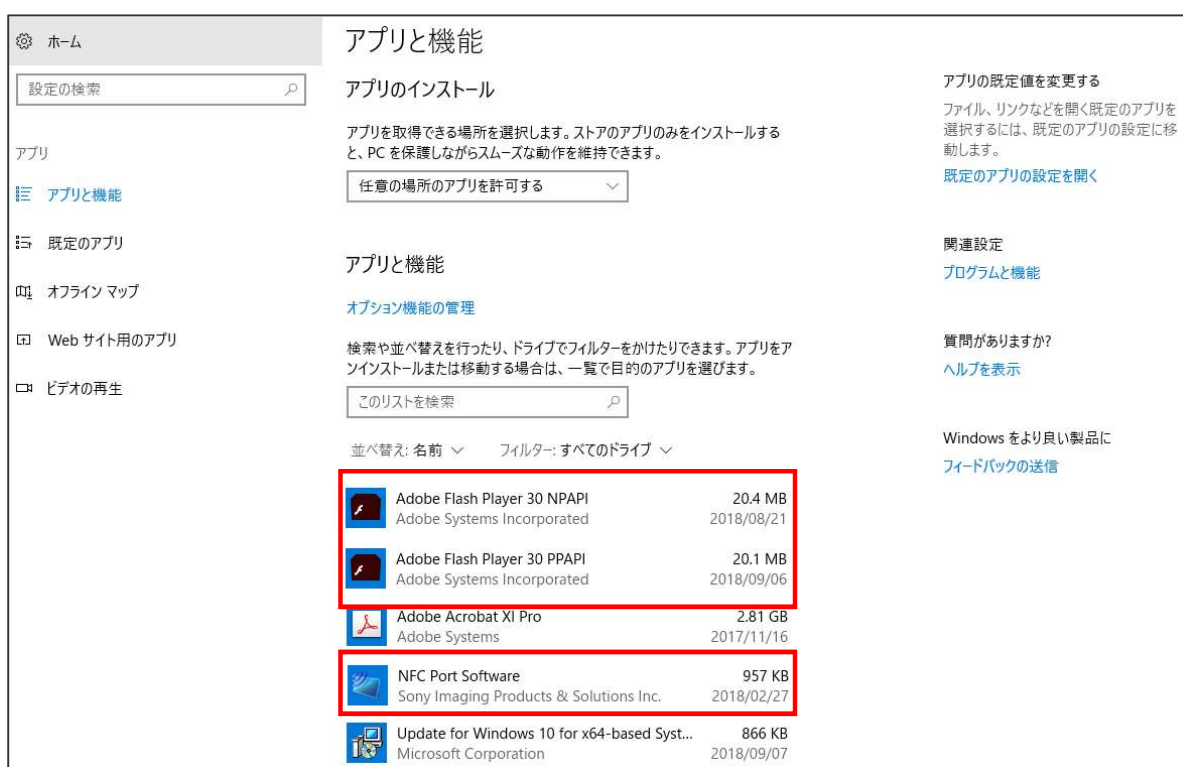 ホーム
設定の検索
アプリ
アプリと機能
既定のアプリ
オフライン マップ
Web サイト用のアプリ
ビデオの再生
アプリと機能
アプリのインストール
アプリを取得できる場所を選択します。ストアのアプリのみをインストールする
と、PC を保護しながらスムーズな動作を維持できます。
任意の場所のアプリを許可する
アプリと機能
オプション機能の管理
検索や並べ替えを行ったり、ドライブでフィルターをかけたりできます。アプリをア
ンインストールまたは移動する場合は、一覧で目的のアプリを選びます。
このリストを検索
並べ替え: 名前 フィルター: すべてのドライブ
Adobe Flash Player 30 NPAPI 20.4 MB
Adobe Systems Incorporated 2018/08/21
Adobe Flash Player 30 PPAPI 20.1 MB
Adobe Systems Incorporated 2018/09/06
Adobe Acrobat XI Pro 2.81 GB
Adobe Systems 2017/11/16
NFC Port Software 957 KB
Sony Imaging Products & Solutions Inc. 2018/02/27
Update for Windows 10 for x64-based Syst... 866 KB
Microsoft Corporation 2018/09/07
アプリの既定値を変更する
ファイル、リンクなどを開く既定のアプリを
選択するには、既定のアプリの設定に移
動します。
既定のアプリの設定を開く
関連設定
プログラムと機能
質問がありますか?
ヘルプを表示
Windows をより良い製品に
フィードバックの送信